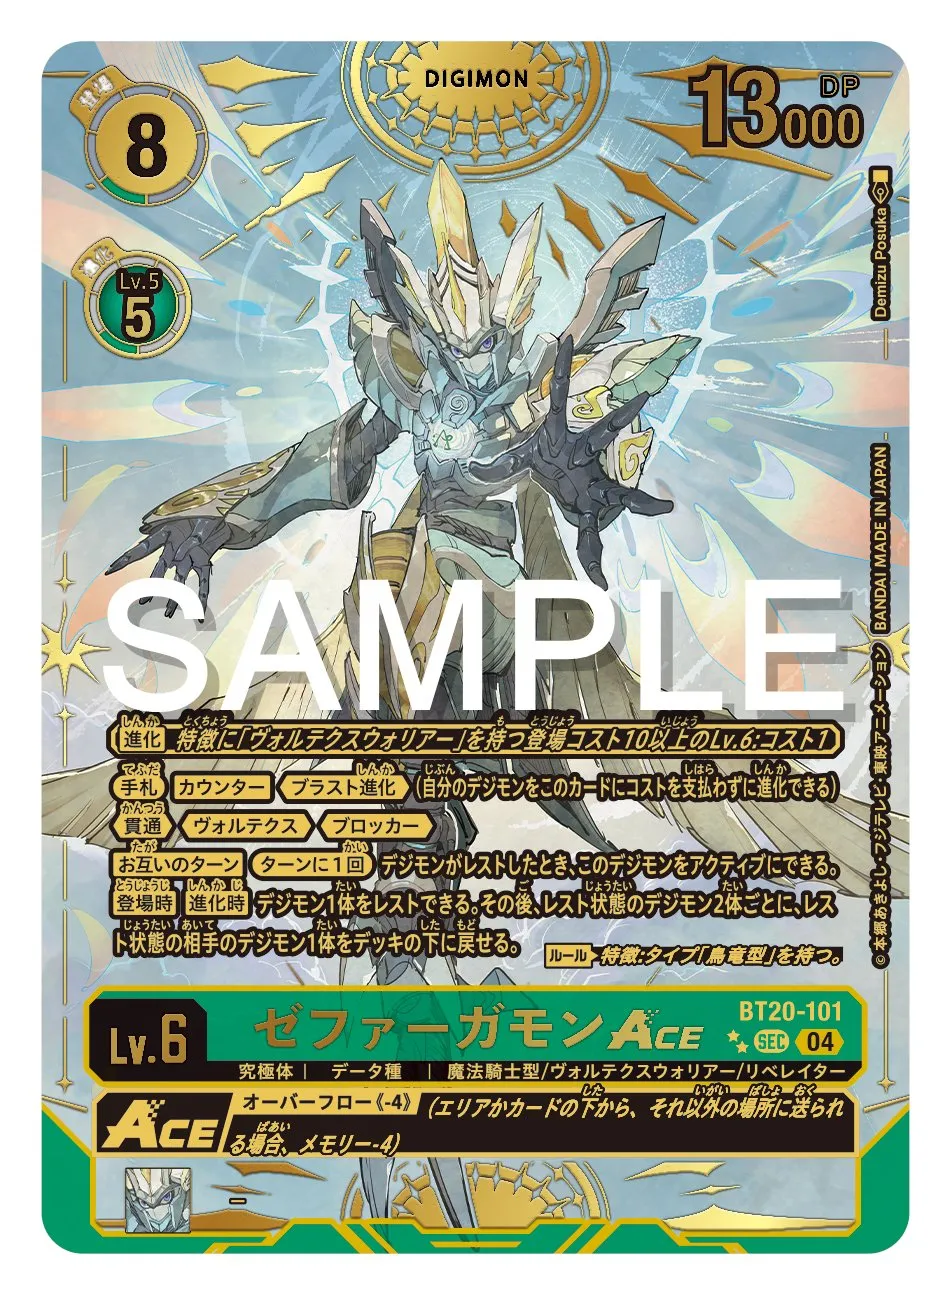 DIGIMON
登場
8
DP
13000
進化
Lv.5
5
Demizu Posuka
BANDAI MADE IN JAPAN
©本郷あきよし・フジテレビ・東映アニメーション
SAMPLE
進化 特徴に「ヴォルテクスウォリアー」を持つ登場コスト10以上のLv.6:コスト1
手札 カウンター ブラスト進化 (自分のデジモンをこのカードにコストを支払わずに進化できる)
貫通 ヴォルテクス ブロッカー
お互いのターン ターンに1回 デジモンがレストしたとき、このデジモンをアクティブにできる。
登場時 進化時 デジモン1体をレストできる。その後、レスト状態のデジモン2体ごとに、レス
ト状態の相手のデジモン1体をデッキの下に戻せる。
ルール 特徴:タイプ「鳥竜型」を持つ。
Lv.6
ゼファーガモンACE
BT20-101
SEC 04
究極体 | データ種 | 魔法騎士型/ヴォルテクスウォリアー/リベレイター
ACE オーバーフロー《-4》 (エリアかカードの下から、それ以外の場所に送られ
る場合、メモリー-4)
-